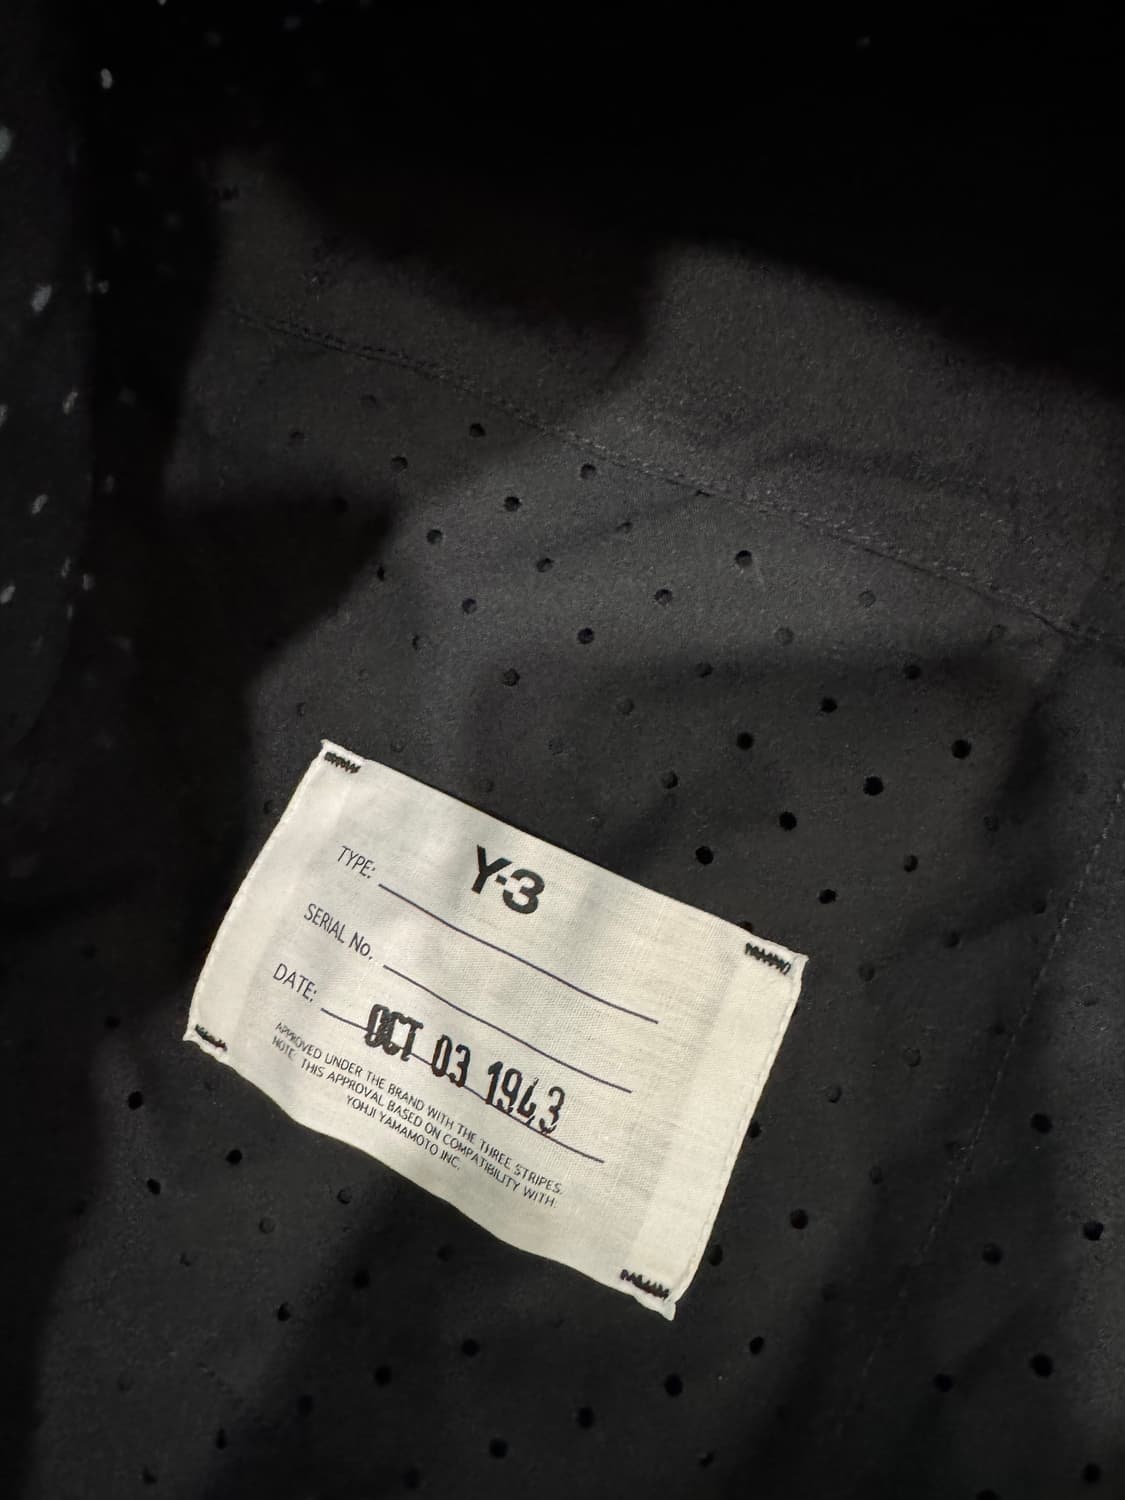 TYPE: Y-3
SERIAL No.
DATE: OCT 03 1943
APPROVED UNDER THE BRAND WITH THE THREE STRIPES.
NOTE: THIS APPROVAL BASED ON COMPATIBILITY WITH:
YOHJI YAMAMOTO INC.